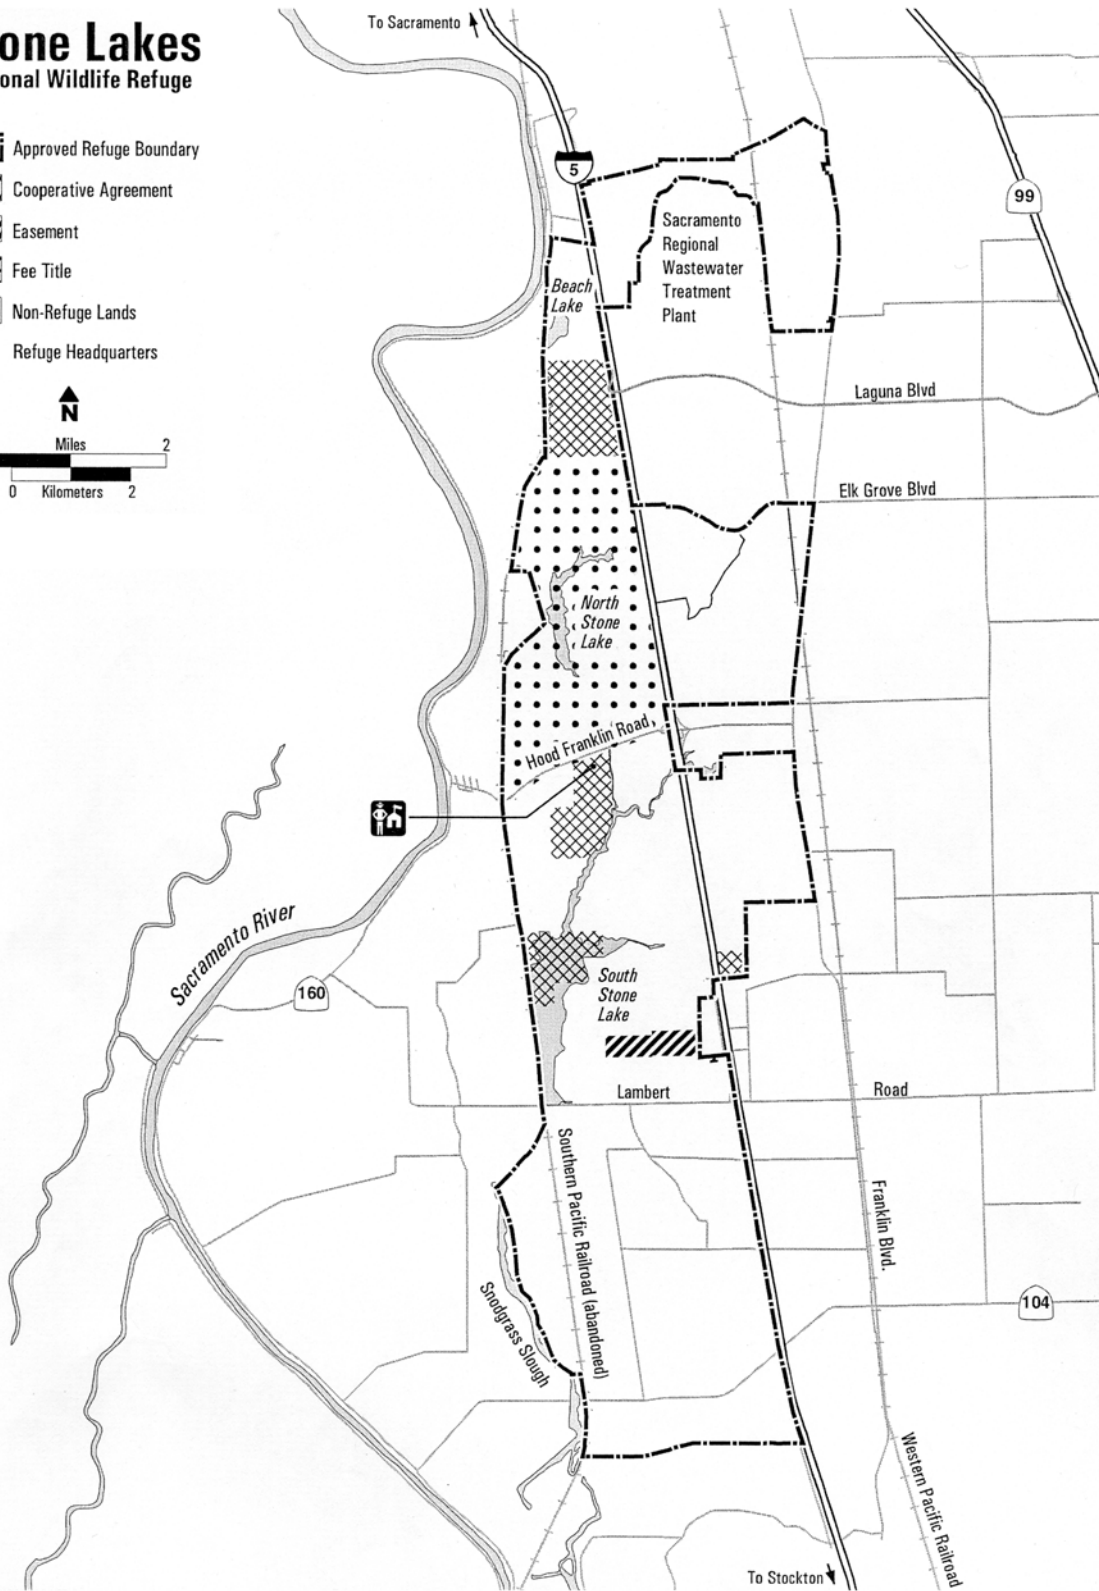 one Lakes
onal Wildlife Refuge
Approved Refuge Boundary
Cooperative Agreement
Easement
Fee Title
Non-Refuge Lands
Refuge Headquarters
N
Miles 2
0 Kilometers 2
To Sacramento
5
99
Sacramento
Regional
Wastewater
Treatment
Plant
Beach
Lake
Laguna Blvd
Elk Grove Blvd
North
Stone
Lake
Hood Franklin Road
Sacramento River
160
South
Stone
Lake
Lambert Road
Southern Pacific Railroad (abandoned)
Franklin Blvd.
Snodgrass Slough
104
Western Pacific Railroad
To Stockton